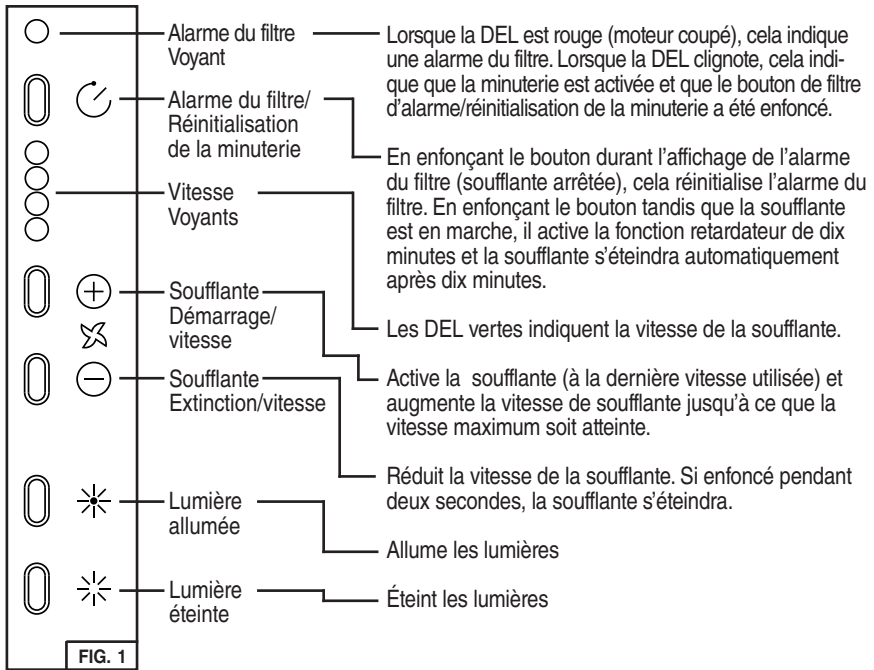 Alarme du filtre
Voyant
Lorsque la DEL est rouge (moteur coupé), cela indique
une alarme du filtre. Lorsque la DEL clignote, cela indi-
que que la minuterie est activée et que le bouton de filtre
d'alarme/réinitialisation de la minuterie a été enfoncé.
Alarme du filtre/
Réinitialisation
de la minuterie
En enfonçant le bouton durant l'affichage de l'alarme
du filtre (soufflante arrêtée), cela réinitialise l'alarme du
filtre. En enfonçant le bouton tandis que la soufflante
est en marche, il active la fonction retardateur de dix
minutes et la soufflante s'éteindra automatiquement
après dix minutes.
Vitesse
Voyants
Les DEL vertes indiquent la vitesse de la soufflante.
Soufflante
Démarrage/
vitesse
Active la soufflante (à la dernière vitesse utilisée) et
augmente la vitesse de soufflante jusqu'à ce que la
vitesse maximum soit atteinte.
Soufflante
Extinction/vitesse
Réduit la vitesse de la soufflante. Si enfoncé pendant
deux secondes, la soufflante s'éteindra.
Lumière
allumée
Allume les lumières
Lumière
éteinte
Éteint les lumières
FIG. 1